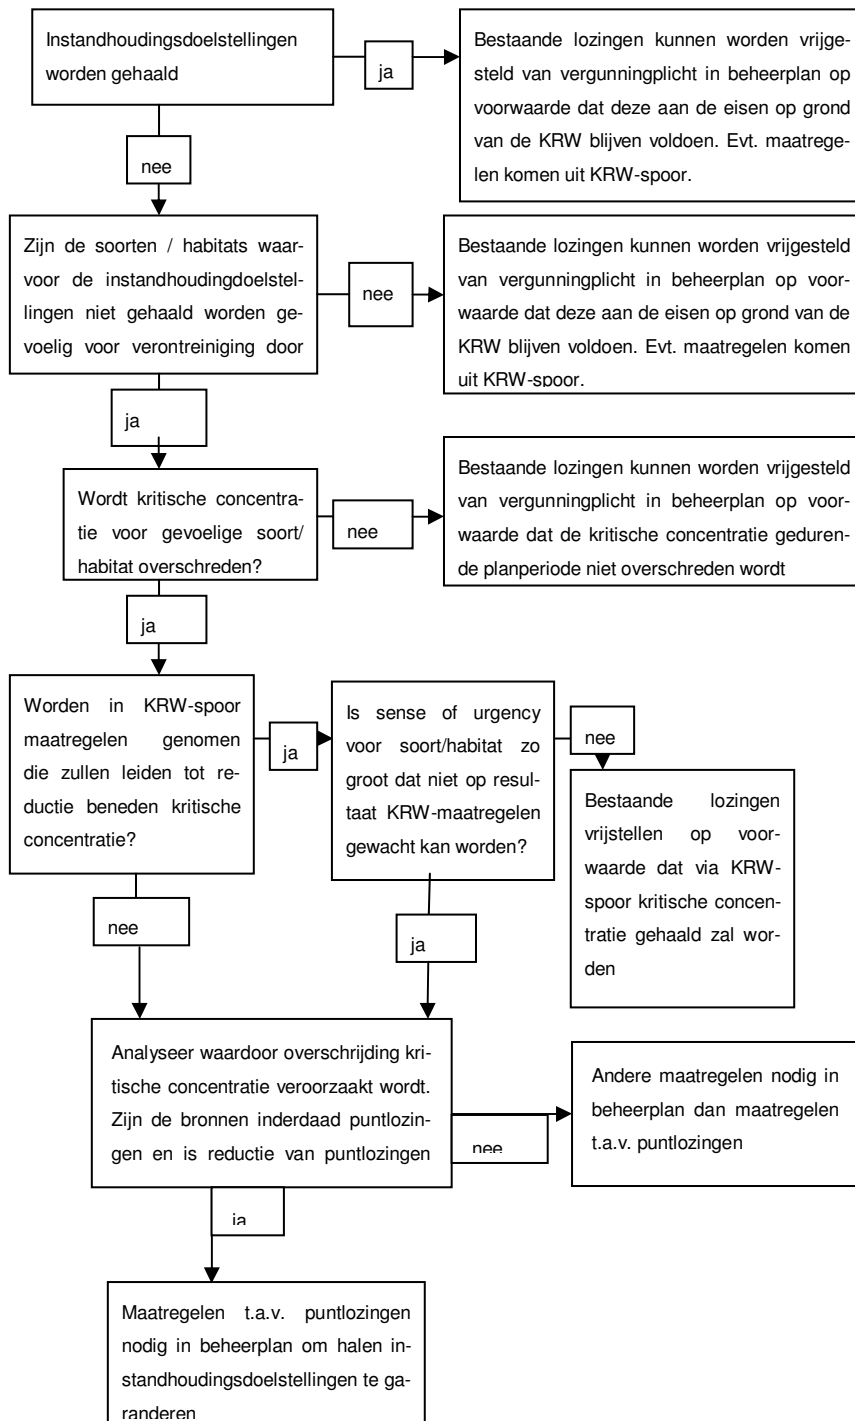 Instandhoudingsdoelstellingen
worden gehaald
ja
Bestaande lozingen kunnen worden vrijge-
steld van vergunningplicht in beheerplan op
voorwaarde dat deze aan de eisen op grond
van de KRW blijven voldoen. Evt. maatrege-
len komen uit KRW-spoor.
nee
Zijn de soorten / habitats waar-
voor de instandhoudingdoelstel-
lingen niet gehaald worden ge-
voelig voor verontreiniging door
nee
Bestaande lozingen kunnen worden vrijgesteld
van vergunningplicht in beheerplan op voor-
waarde dat deze aan de eisen op grond van de
KRW blijven voldoen. Evt. maatregelen komen
uit KRW-spoor.
ja
Wordt kritische concentra-
tie voor gevoelige soort/
habitat overschreden?
nee
Bestaande lozingen kunnen worden vrijgesteld
van vergunningplicht in beheerplan op voor-
waarde dat de kritische concentratie geduren-
de planperiode niet overschreden wordt
ja
Worden in KRW-spoor
maatregelen genomen
die zullen leiden tot re-
ductie beneden kritische
concentratie?
ja
Is sense of urgency
voor soort/habitat zo
groot dat niet op resul-
taat KRW-maatregelen
gewacht kan worden?
nee
Bestaande lozingen
vrijstellen op voor-
waarde dat via KRW-
spoor kritische concen-
tratie gehaald zal wor-
den
nee
ja
Analyseer waardoor overschrijding kri-
tische concentratie veroorzaakt wordt.
Zijn de bronnen inderdaad puntlozin-
gen en is reductie van puntlozingen
nee
Andere maatregelen nodig in
beheerplan dan maatregelen
t.a.v. puntlozingen
ja
Maatregelen t.a.v. puntlozingen
nodig in beheerplan om halen in-
standhoudingsdoelstellingen te ga-
randeren